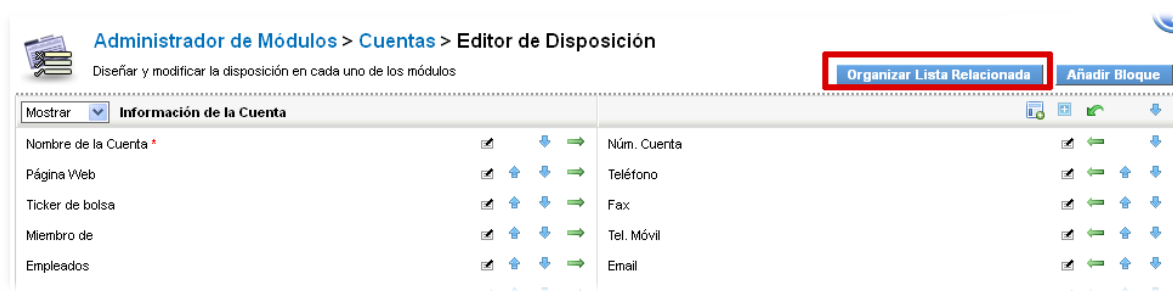 Administrador de Módulos > Cuentas > Editor de Disposición
Diseñar y modificar la disposición en cada uno de los módulos
Organizar Lista Relacionada Añadir Bloque
Mostrar Información de la Cuenta
Nombre de la Cuenta * Núm. Cuenta
Página Web Teléfono
Ticker de bolsa Fax
Miembro de Tel. Móvil
Empleados Email